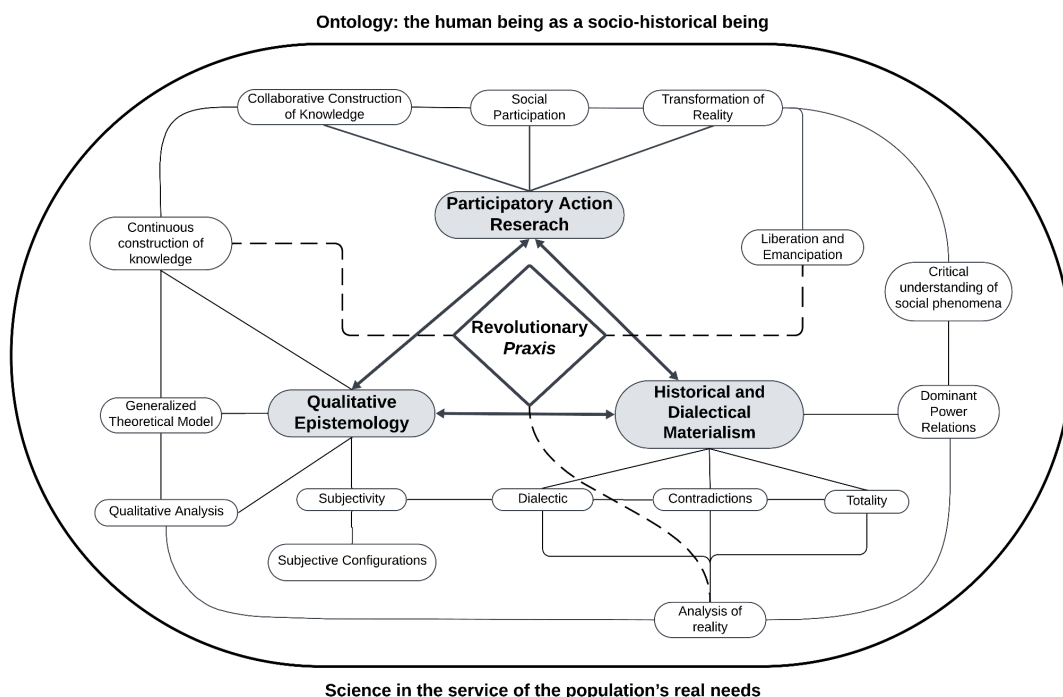 Ontology: the human being as a socio-historical being
Collaborative Construction
of Knowledge
Social
Participation
Transformation of
Reality
Participatory Action
Reserach
Continuous
construction of
knowledge
Liberation and
Emancipation
Critical
understanding of
social phenomena
Revolutionary
Praxis
Generalized
Theoretical Model
Qualitative
Epistemology
Historical and
Dialectical
Materialism
Dominant
Power
Relations
Qualitative Analysis
Subjectivity
Dialectic
Contradictions
Totality
Subjective Configurations
Analysis of
reality
Science in the service of the population's real needs